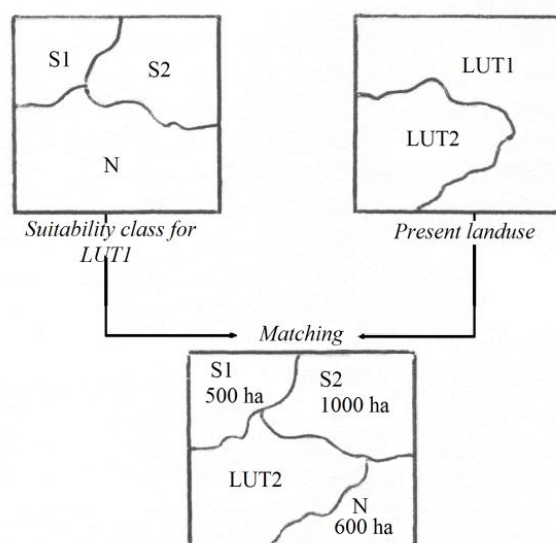 S1
S2
N
Suitability class for
LUT1
LUT1
LUT2
Present landuse
Matching
S1
500 ha
S2
1000 ha
LUT2
N
600 ha